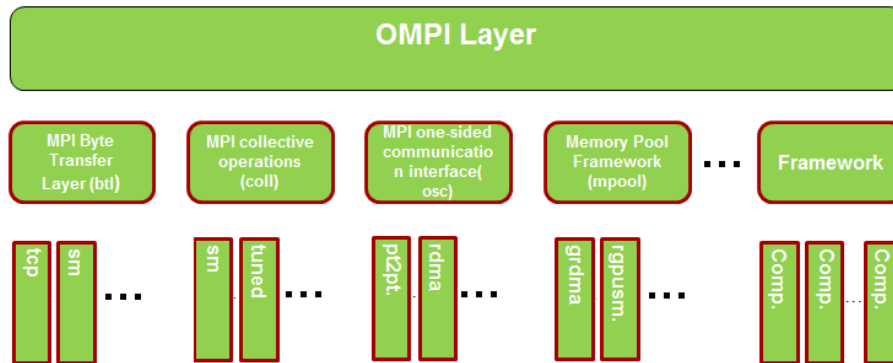 OMPI Layer
MPI Byte
Transfer
Layer (btl)
MPI collective
operations
(coll)
MPI one-sided
communicatio
n interface(
osc)
Memory Pool
Framework
(mpool)
...
Framework
tcp
sm
...
sm
tuned
...
pt2pt.
rdma
...
grdma
rgpusm.
...
Comp.
Comp.
....
Comp.